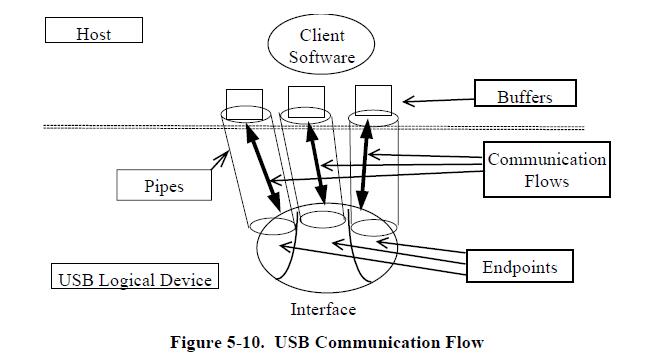 Host
Client
Software
Buffers
Communication
Flows
Pipes
USB Logical Device
Endpoints
Interface
Figure 5-10. USB Communication Flow